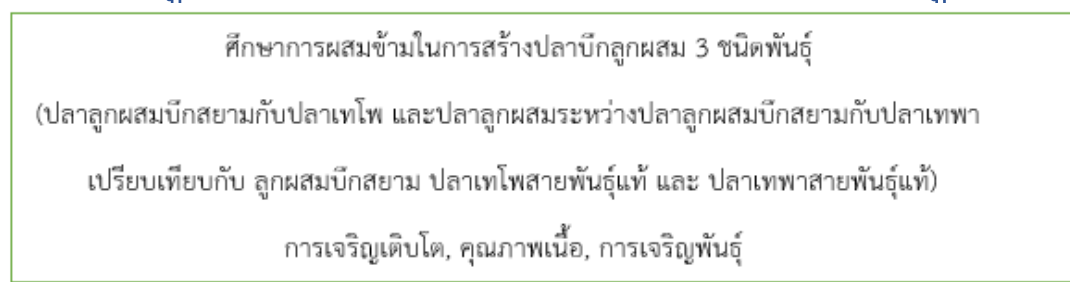 ศึกษาการผสมข้ามในการสร้างปลาบึกลูกผสม 3 ชนิดพันธุ์
(ปลาลูกผสมบึกสยามกับปลาเทโพ และปลาลูกผสมระหว่างปลาลูกผสมบึกสยามกับปลาเทพา
เปรียบเทียบกับ ลูกผสมบึกสยาม ปลาเทโพสายพันธุ์แท้ และ ปลาเทพาสายพันธุ์แท้)
การเจริญเติบโต, คุณภาพเนื้อ, การเจริญพันธุ์